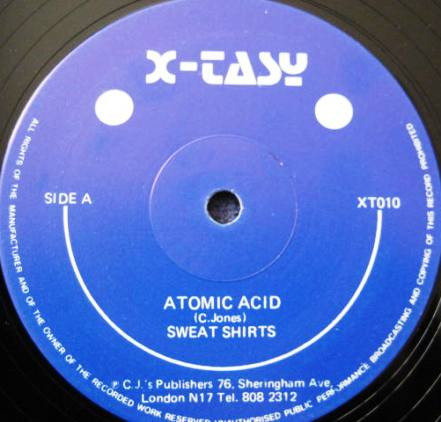 X-TASY
SIDE A
XT010
ATOMIC ACID
(C.Jones)
SWEAT SHIRTS
℗ C.J.'s Publishers 76, Sheringham Ave,
London N17 Tel. 808 2312
ALL RIGHTS OF THE MANUFACTURER AND OF THE OWNER OF THE RECORDED WORK RESERVED UNAUTHORISED PUBLIC PERFORMANCE BROADCASTING AND COPYING OF THIS RECORD PROHIBITED